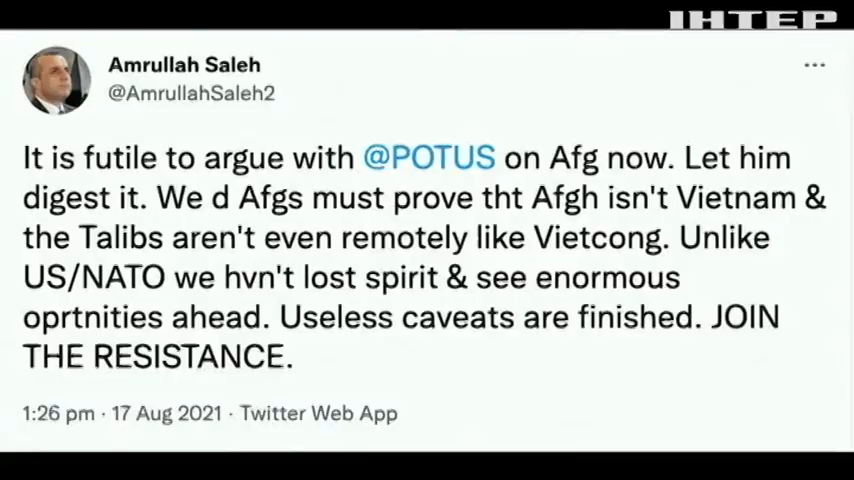 ІНТЕР
Amrullah Saleh
@AmrullahSaleh2
It is futile to argue with @POTUS on Afg now. Let him
digest it. We d Afgs must prove tht Afgh isn't Vietnam &
the Talibs aren't even remotely like Vietcong. Unlike
US/NATO we hvn't lost spirit & see enormous
oprtnities ahead. Useless caveats are finished. JOIN
THE RESISTANCE.
1:26 pm · 17 Aug 2021 · Twitter Web App